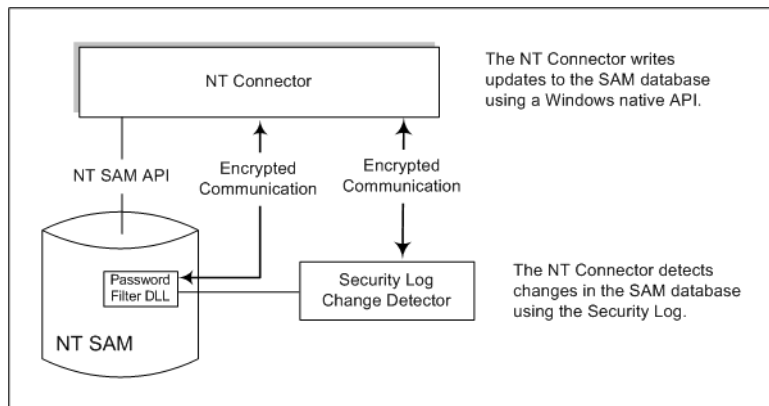 NT Connector
The NT Connector writes
updates to the SAM database
using a Windows native API.
NT SAM API
Encrypted
Communication
Encrypted
Communication
Password
Filter DLL
NT SAM
Security Log
Change Detector
The NT Connector detects
changes in the SAM database
using the Security Log.